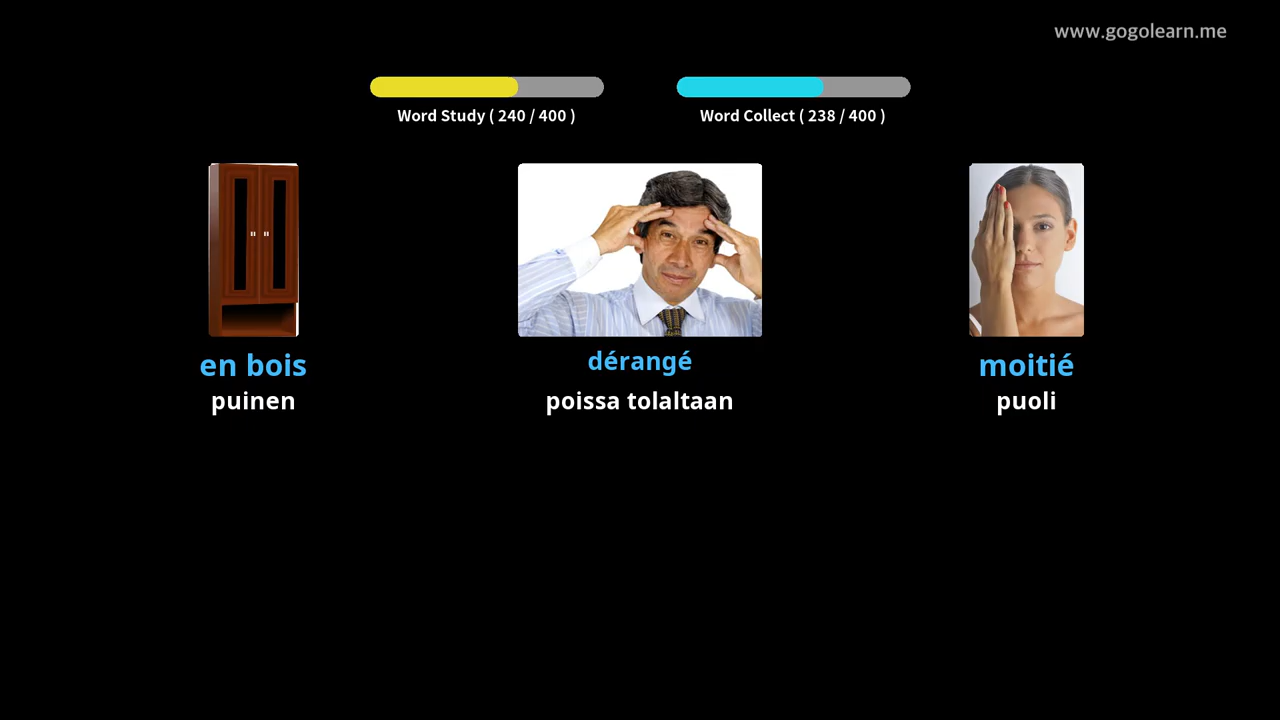 www.gogolearn.me
Word Study ( 240 / 400 )
Word Collect ( 238 / 400 )
en bois
puinen
dérangé
poissa tolaltaan
moitié
puoli